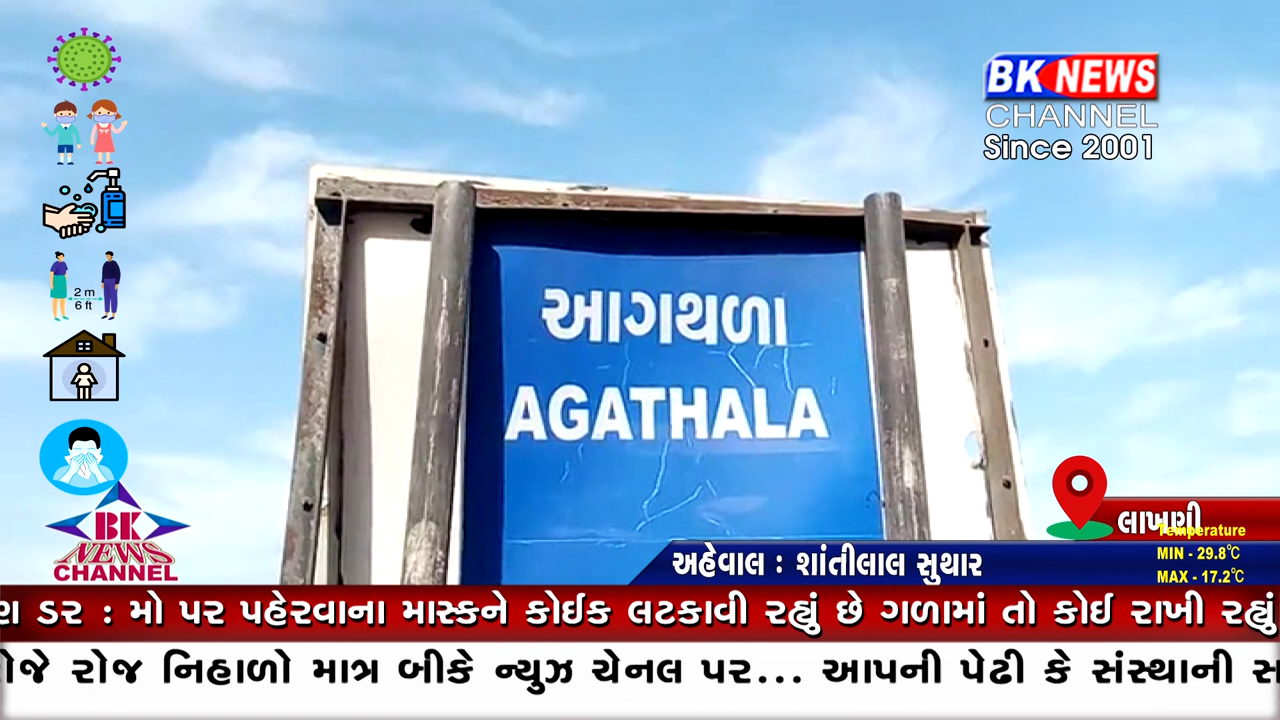 BK NEWS
CHANNEL
Since 2001
2 m
6 ft
આગથળા
AGATHALA
BK
NEWS
CHANNEL
લાખણી
Temperature
MIN - 29.8℃
MAX - 17.2℃
અહેવાલ : શાંતીલાલ સુથાર
ડર : મો પર પહેરવાના માસ્કને કોઈક લટકાવી રહ્યું છે ગળામાં તો કોઈ રાખી રહ્યું
રોજ નિહાળો માત્ર બીકે ન્યુઝ ચેનલ પર... આપની પેઢી કે સંસ્થાની